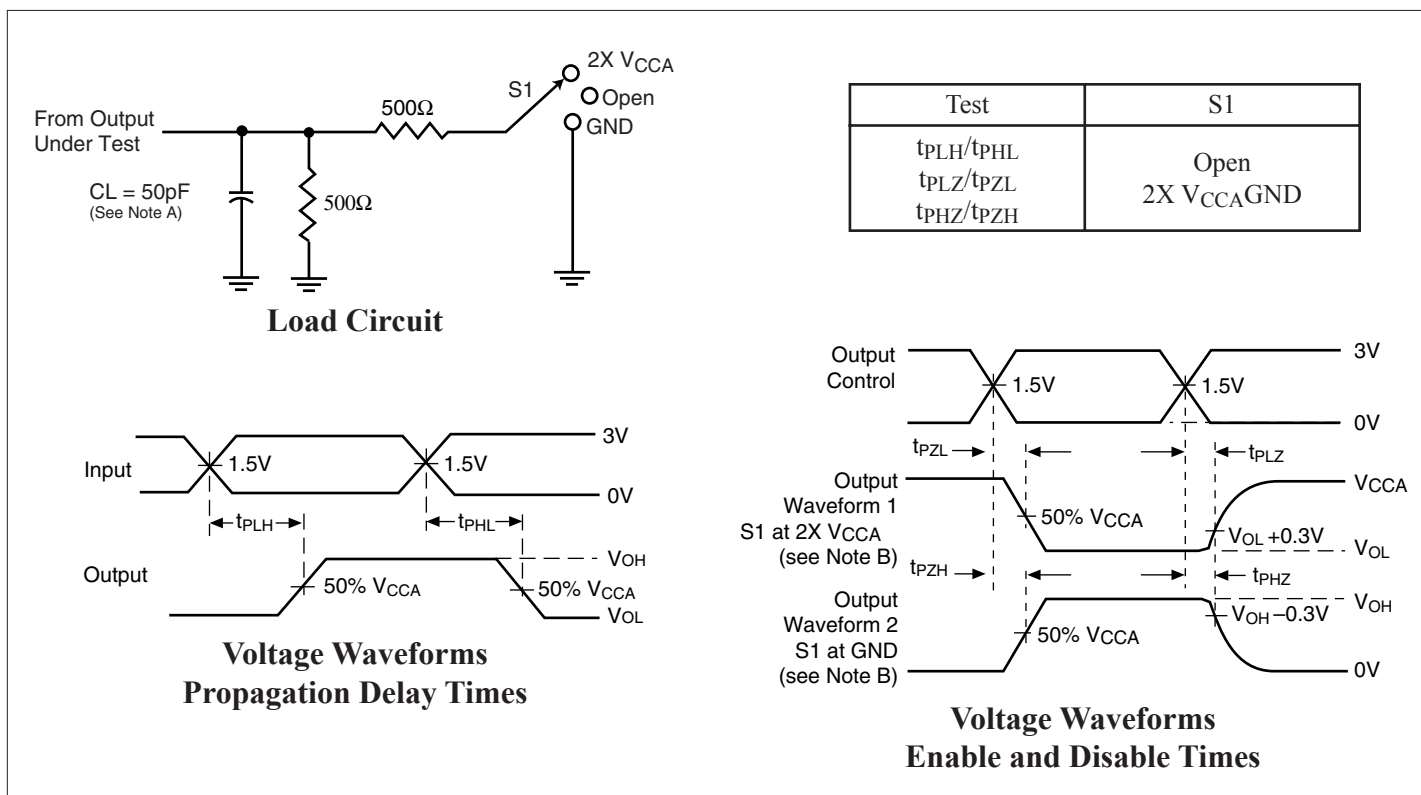 2X VCCA
S1
Open
500Ω
GND
From Output
Under Test
CL = 50pF
(See Note A)
500Ω
Load Circuit
Test S1
tPLH/tPHL
tPLZ/tPZL
tPHZ/tPZH
Open
2X VCCAGND
Input
3V
1.5V
1.5V
0V
tPLH
tPHL
Output
VOH
50% VCCA
50% VCCA
VOL
Voltage Waveforms
Propagation Delay Times
Output
Control
3V
1.5V
1.5V
0V
tPZL
tPLZ
Output
Waveform 1
S1 at 2X VCCA
(see Note B)
VCCA
50% VCCA
VOL +0.3V
VOL
tPZH
tPHZ
Output
Waveform 2
S1 at GND
(see Note B)
VOH
VOH –0.3V
50% VCCA
0V
Voltage Waveforms
Enable and Disable Times